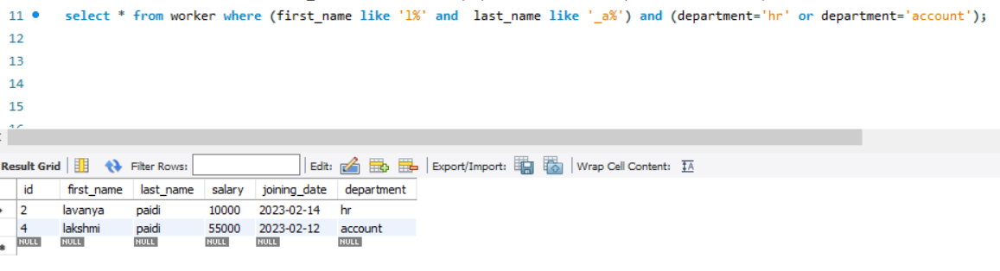 11 select * from worker where (first_name like 'l%' and  last_name like '_a%') and (department='hr' or department='account');
12
13
14
15
Result Grid Filter Rows: Edit: Export/Import: Wrap Cell Content: IA
id first_name last_name salary joining_date department
2 lavanya paidi 10000 2023-02-14 hr
4 lakshmi paidi 55000 2023-02-12 account
* NULL NULL NULL NULL NULL NULL